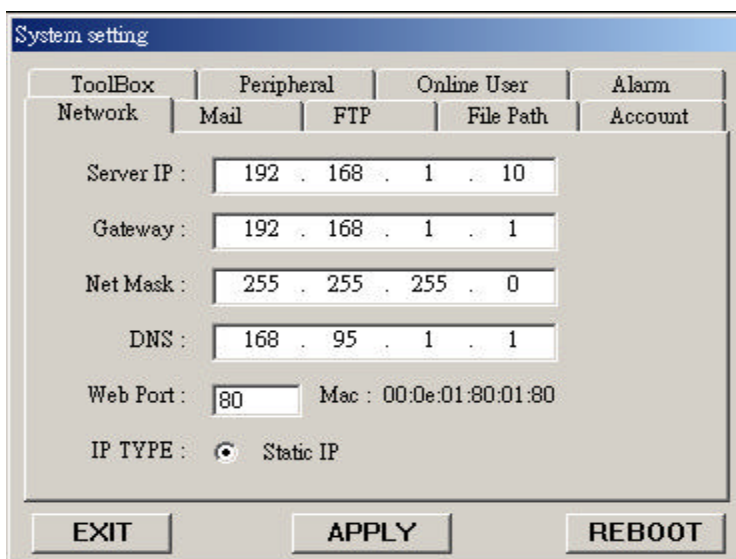 System setting
ToolBox Peripheral Online User Alarm
Network Mail FTP File Path Account
Server IP : 192 . 168 . 1 . 10
Gateway : 192 . 168 . 1 . 1
Net Mask : 255 . 255 . 255 . 0
DNS : 168 . 95 . 1 . 1
Web Port : 80 Mac : 00:0e:01:80:01:80
IP TYPE : Static IP
EXIT APPLY REBOOT